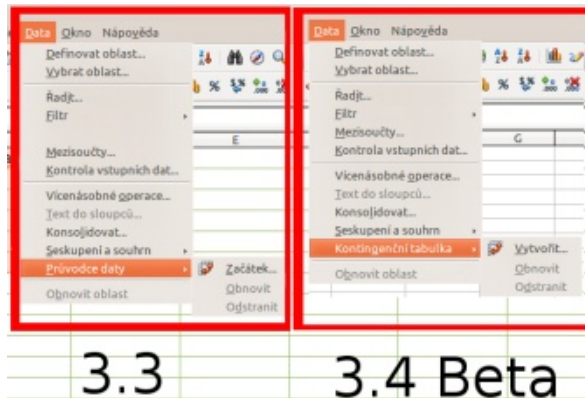 Data Okno Nápověda
Definovat oblast...
Vybrat oblast...
Řadit...
Filtr
E
Mezisoučty...
Kontrola vstupních dat...
Vícenásobné operace...
Text do sloupců...
Konsolidovat...
Seskupení a souhrn
Průvodce daty
Začátek...
Obnovit
Odstranit
Obnovit oblast
3.3
Data Okno Nápověda
Definovat oblast...
Vybrat oblast...
Řadit...
Filtr
Mezisoučty...
G
Kontrola vstupních dat...
Vícenásobné operace...
Text do sloupců...
Konsolidovat...
Seskupení a souhrn
Kontingenční tabulka
Vytvořit...
Obnovit
Odstranit
Obnovit oblast
3.4 Beta